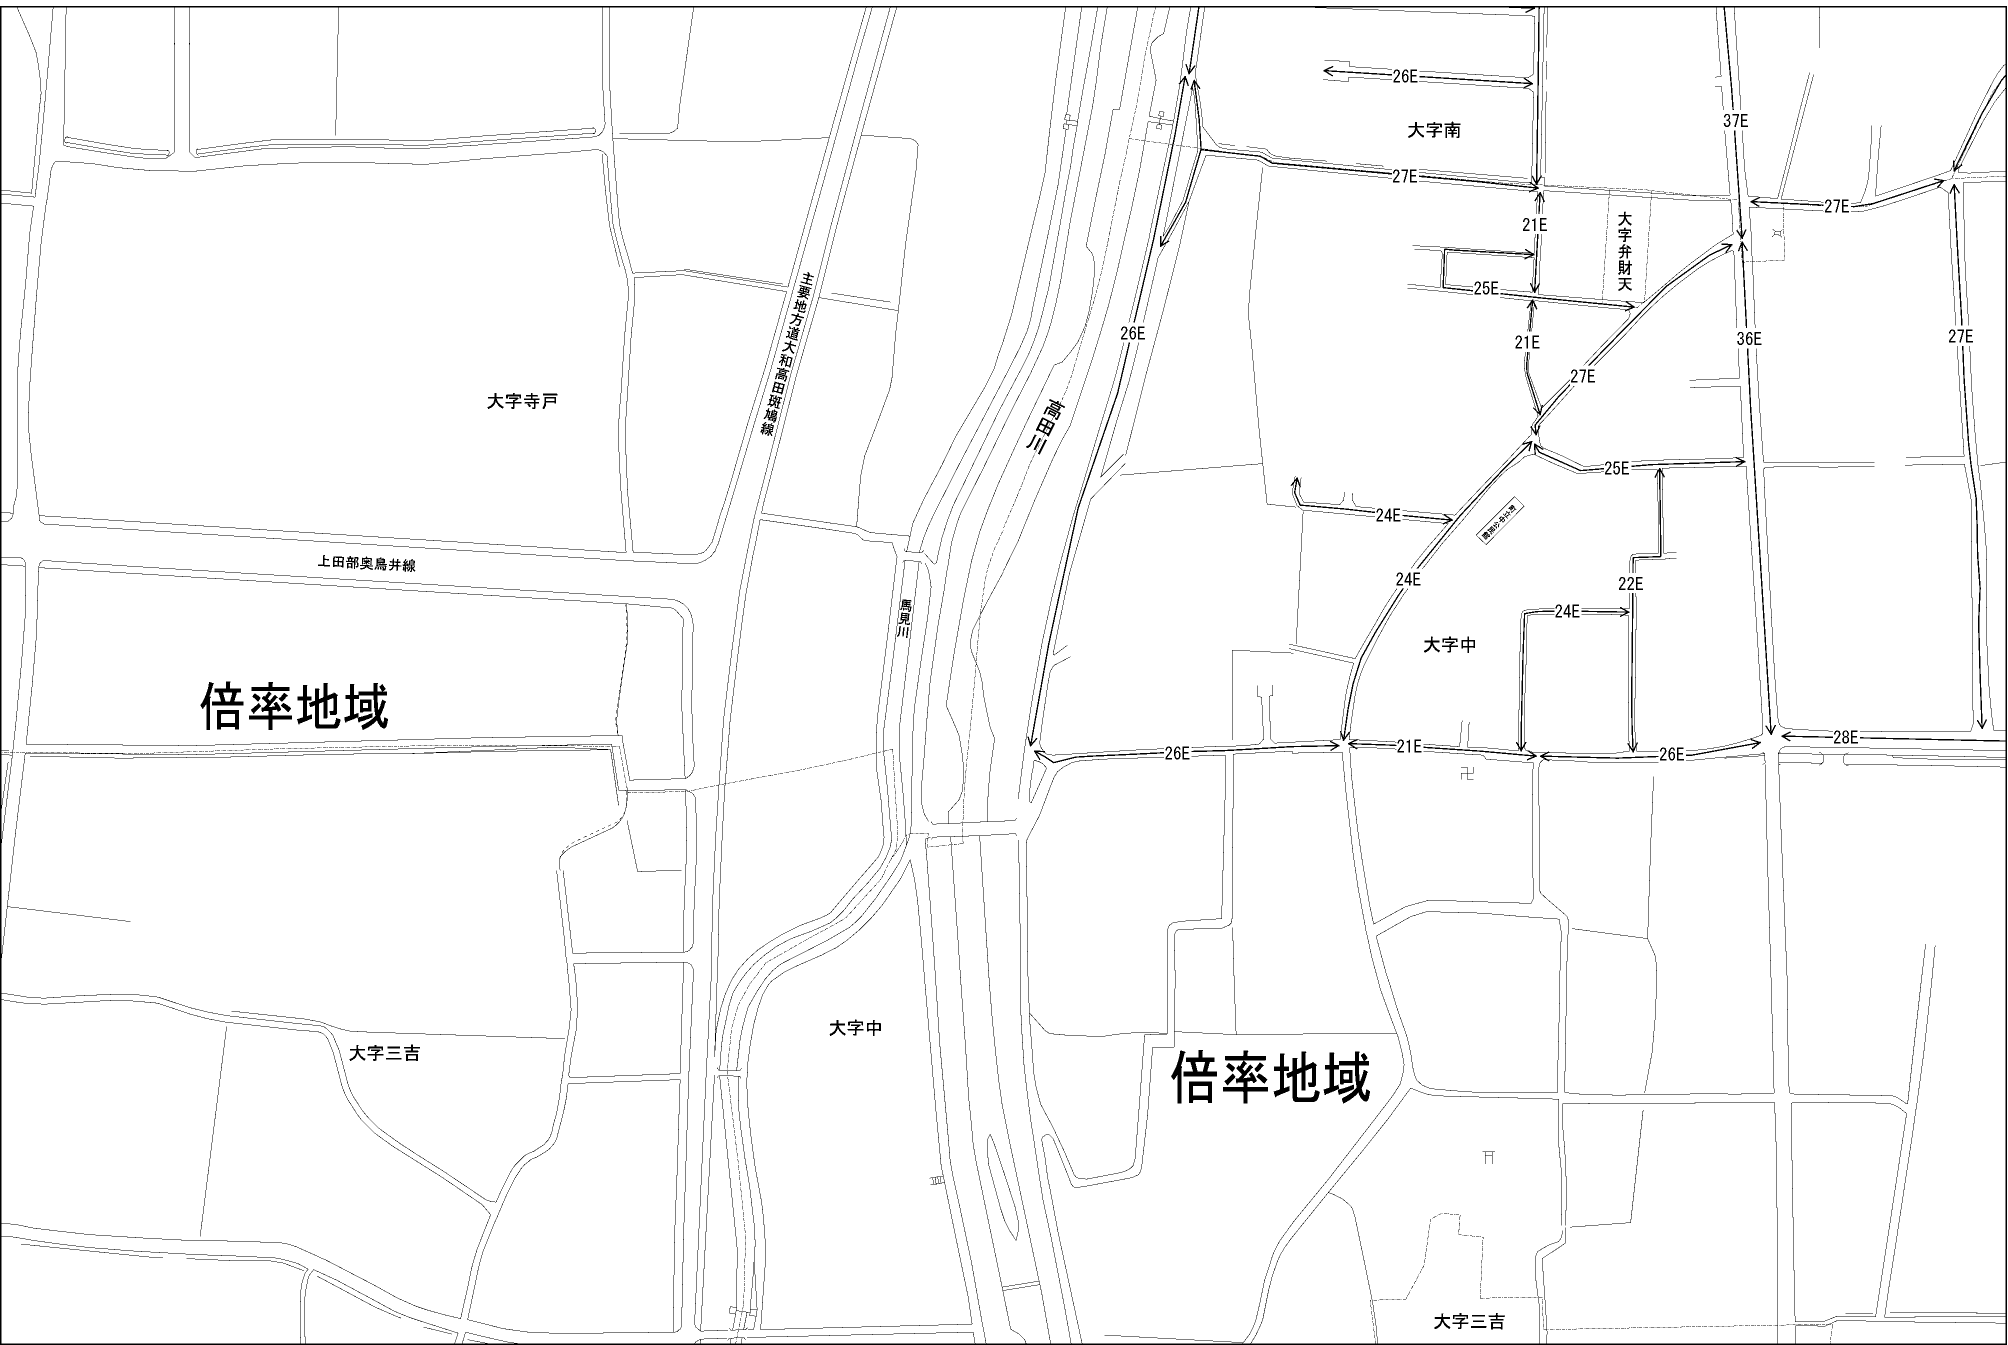 26E
37E
大字南
27E
27E
21E
大字弁財天
25E
主要地方道大和高田斑鳩線
26E
21E
36E
27E
27E
大字寺戸
高田川
25E
24E
上田部奥鳥井線
24E
22E
24E
馬見川
大字中
倍率地域
26E
21E
26E
28E
大字中
大字三吉
倍率地域
大字三吉